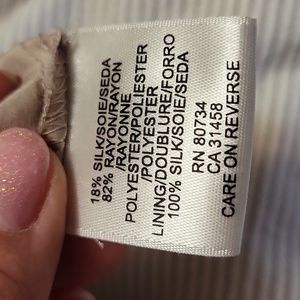 18% SILK/SOIE/SEDA
82% RAYON/RAYON
/RAYONNE
POLYESTER/POLIESTER
/POLYESTER
LINING/DOUBLURE/FORRO
100% SILK/SOIE/SEDA
RN 80734
CA 31458
CARE ON REVERSE